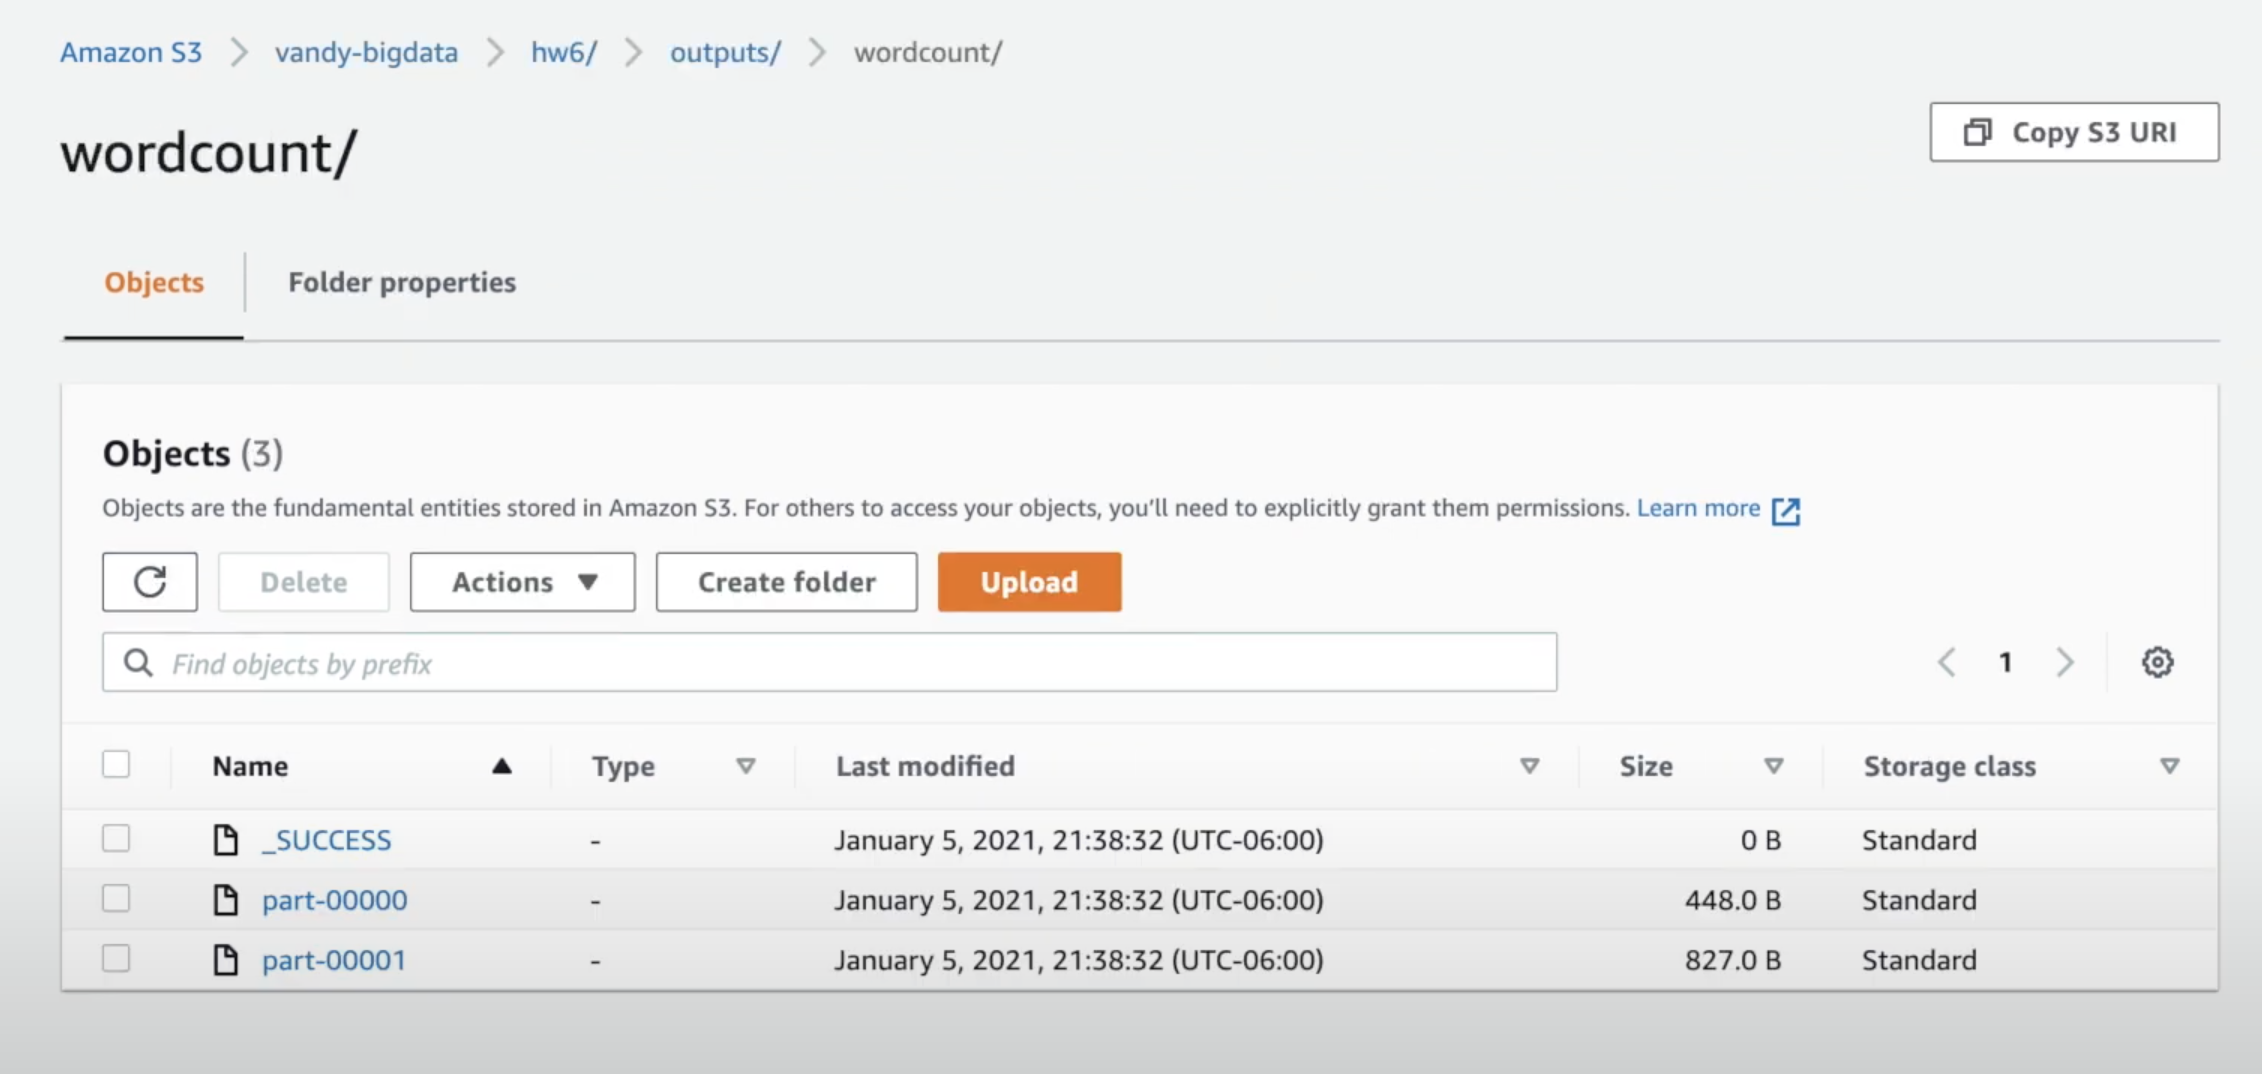 Amazon S3 > vandy-bigdata > hw6/ > outputs/ > wordcount/
Copy S3 URI
wordcount/
Objects Folder properties
Objects (3)
Objects are the fundamental entities stored in Amazon S3. For others to access your objects, you'll need to explicitly grant them permissions. Learn more
Delete Actions Create folder Upload
Find objects by prefix 1
Name Type Last modified Size Storage class
_SUCCESS - January 5, 2021, 21:38:32 (UTC-06:00) 0 B Standard
part-00000 - January 5, 2021, 21:38:32 (UTC-06:00) 448.0 B Standard
part-00001 - January 5, 2021, 21:38:32 (UTC-06:00) 827.0 B Standard